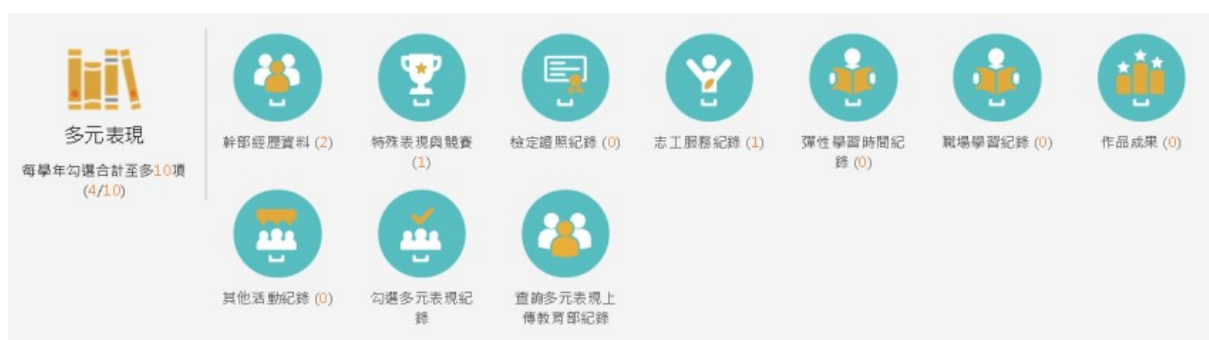 多元表現
每學年勾選合計至多10項
(4/10)
幹部經歷資料 (2)
特殊表現與競賽
(1)
檢定證照紀錄 (0)
志工服務紀錄 (1)
彈性學習時間紀
錄 (0)
職場學習紀錄 (0)
作品成果 (0)
其他活動紀錄 (0)
勾選多元表現紀
錄
查詢多元表現上
傳教育部紀錄